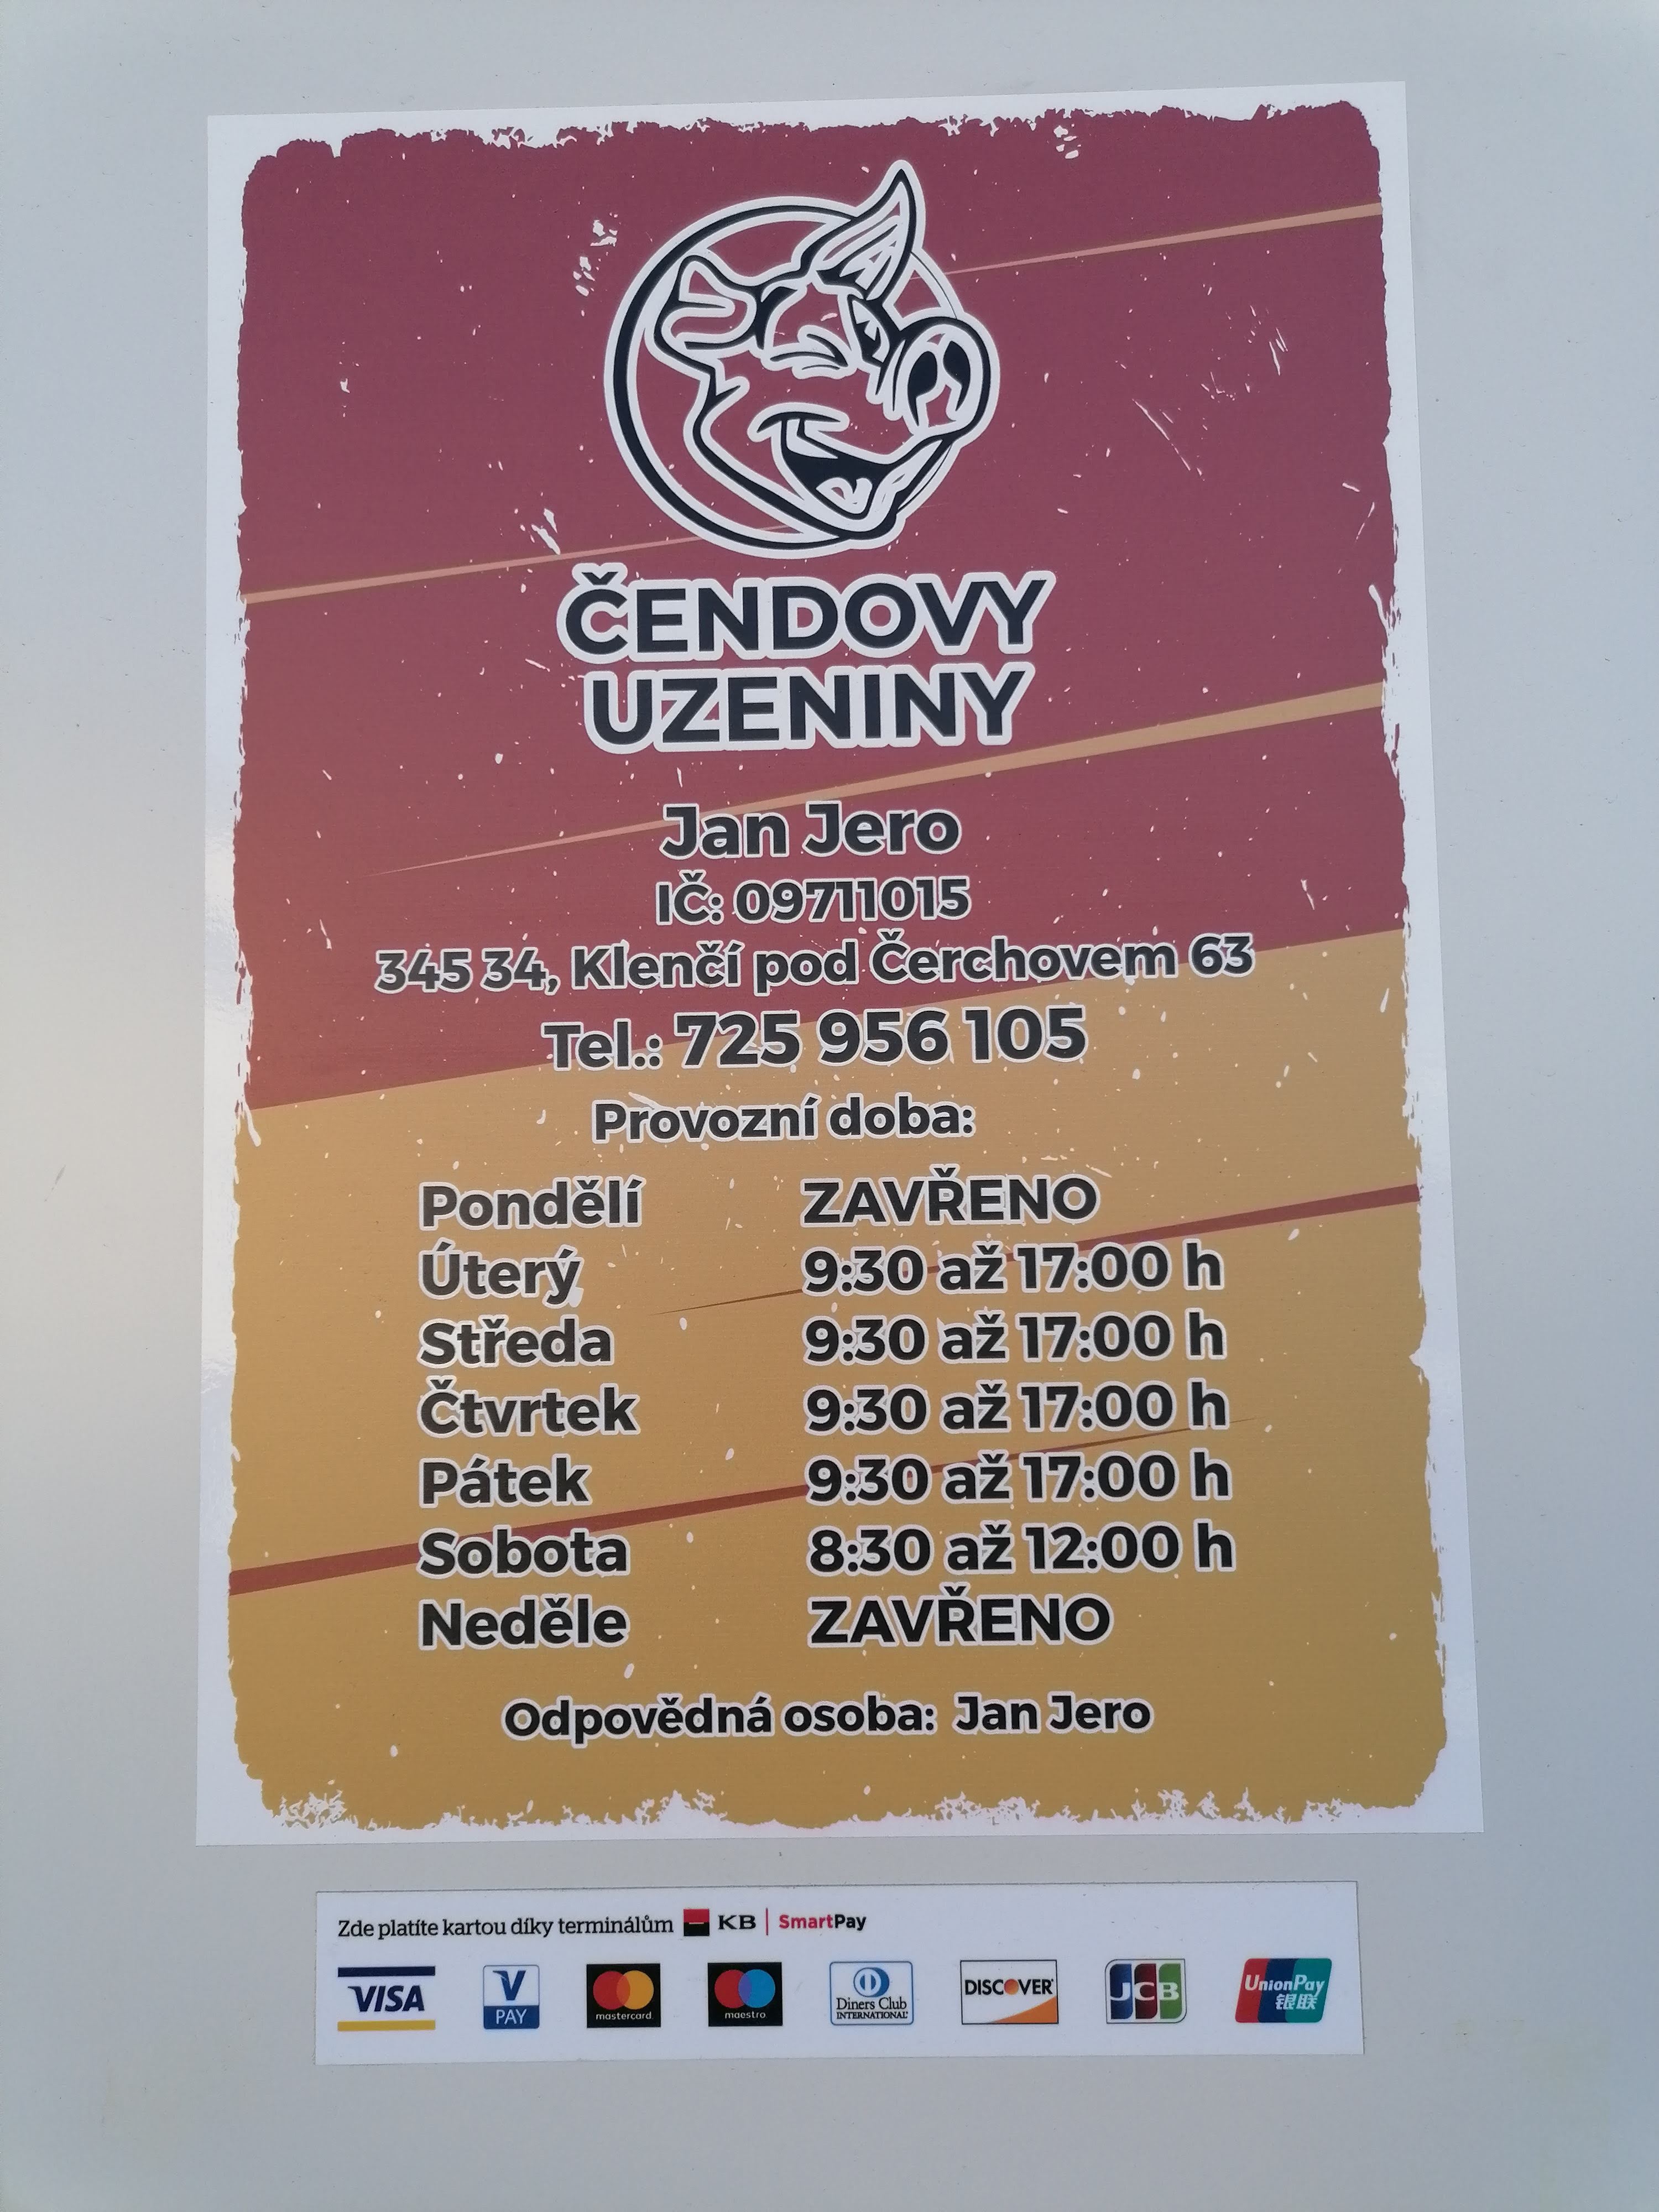 ČENDOVY
UZENINY
Jan Jero
IČ: 09711015
345 34, Klenčí pod Čerchovem 63
Tel.: 725 956 105
Provozní doba:
Pondělí ZAVŘENO
Úterý 9:30 až 17:00 h
Středa 9:30 až 17:00 h
Čtvrtek 9:30 až 17:00 h
Pátek 9:30 až 17:00 h
Sobota 8:30 až 12:00 h
Neděle ZAVŘENO
Odpovědná osoba: Jan Jero
Zde platíte kartou díky terminálům KB | SmartPay
VISA
V
PAY
mastercard
maestro
Diners Club
INTERNATIONAL
DISCOVER
JCB
UnionPay
银联